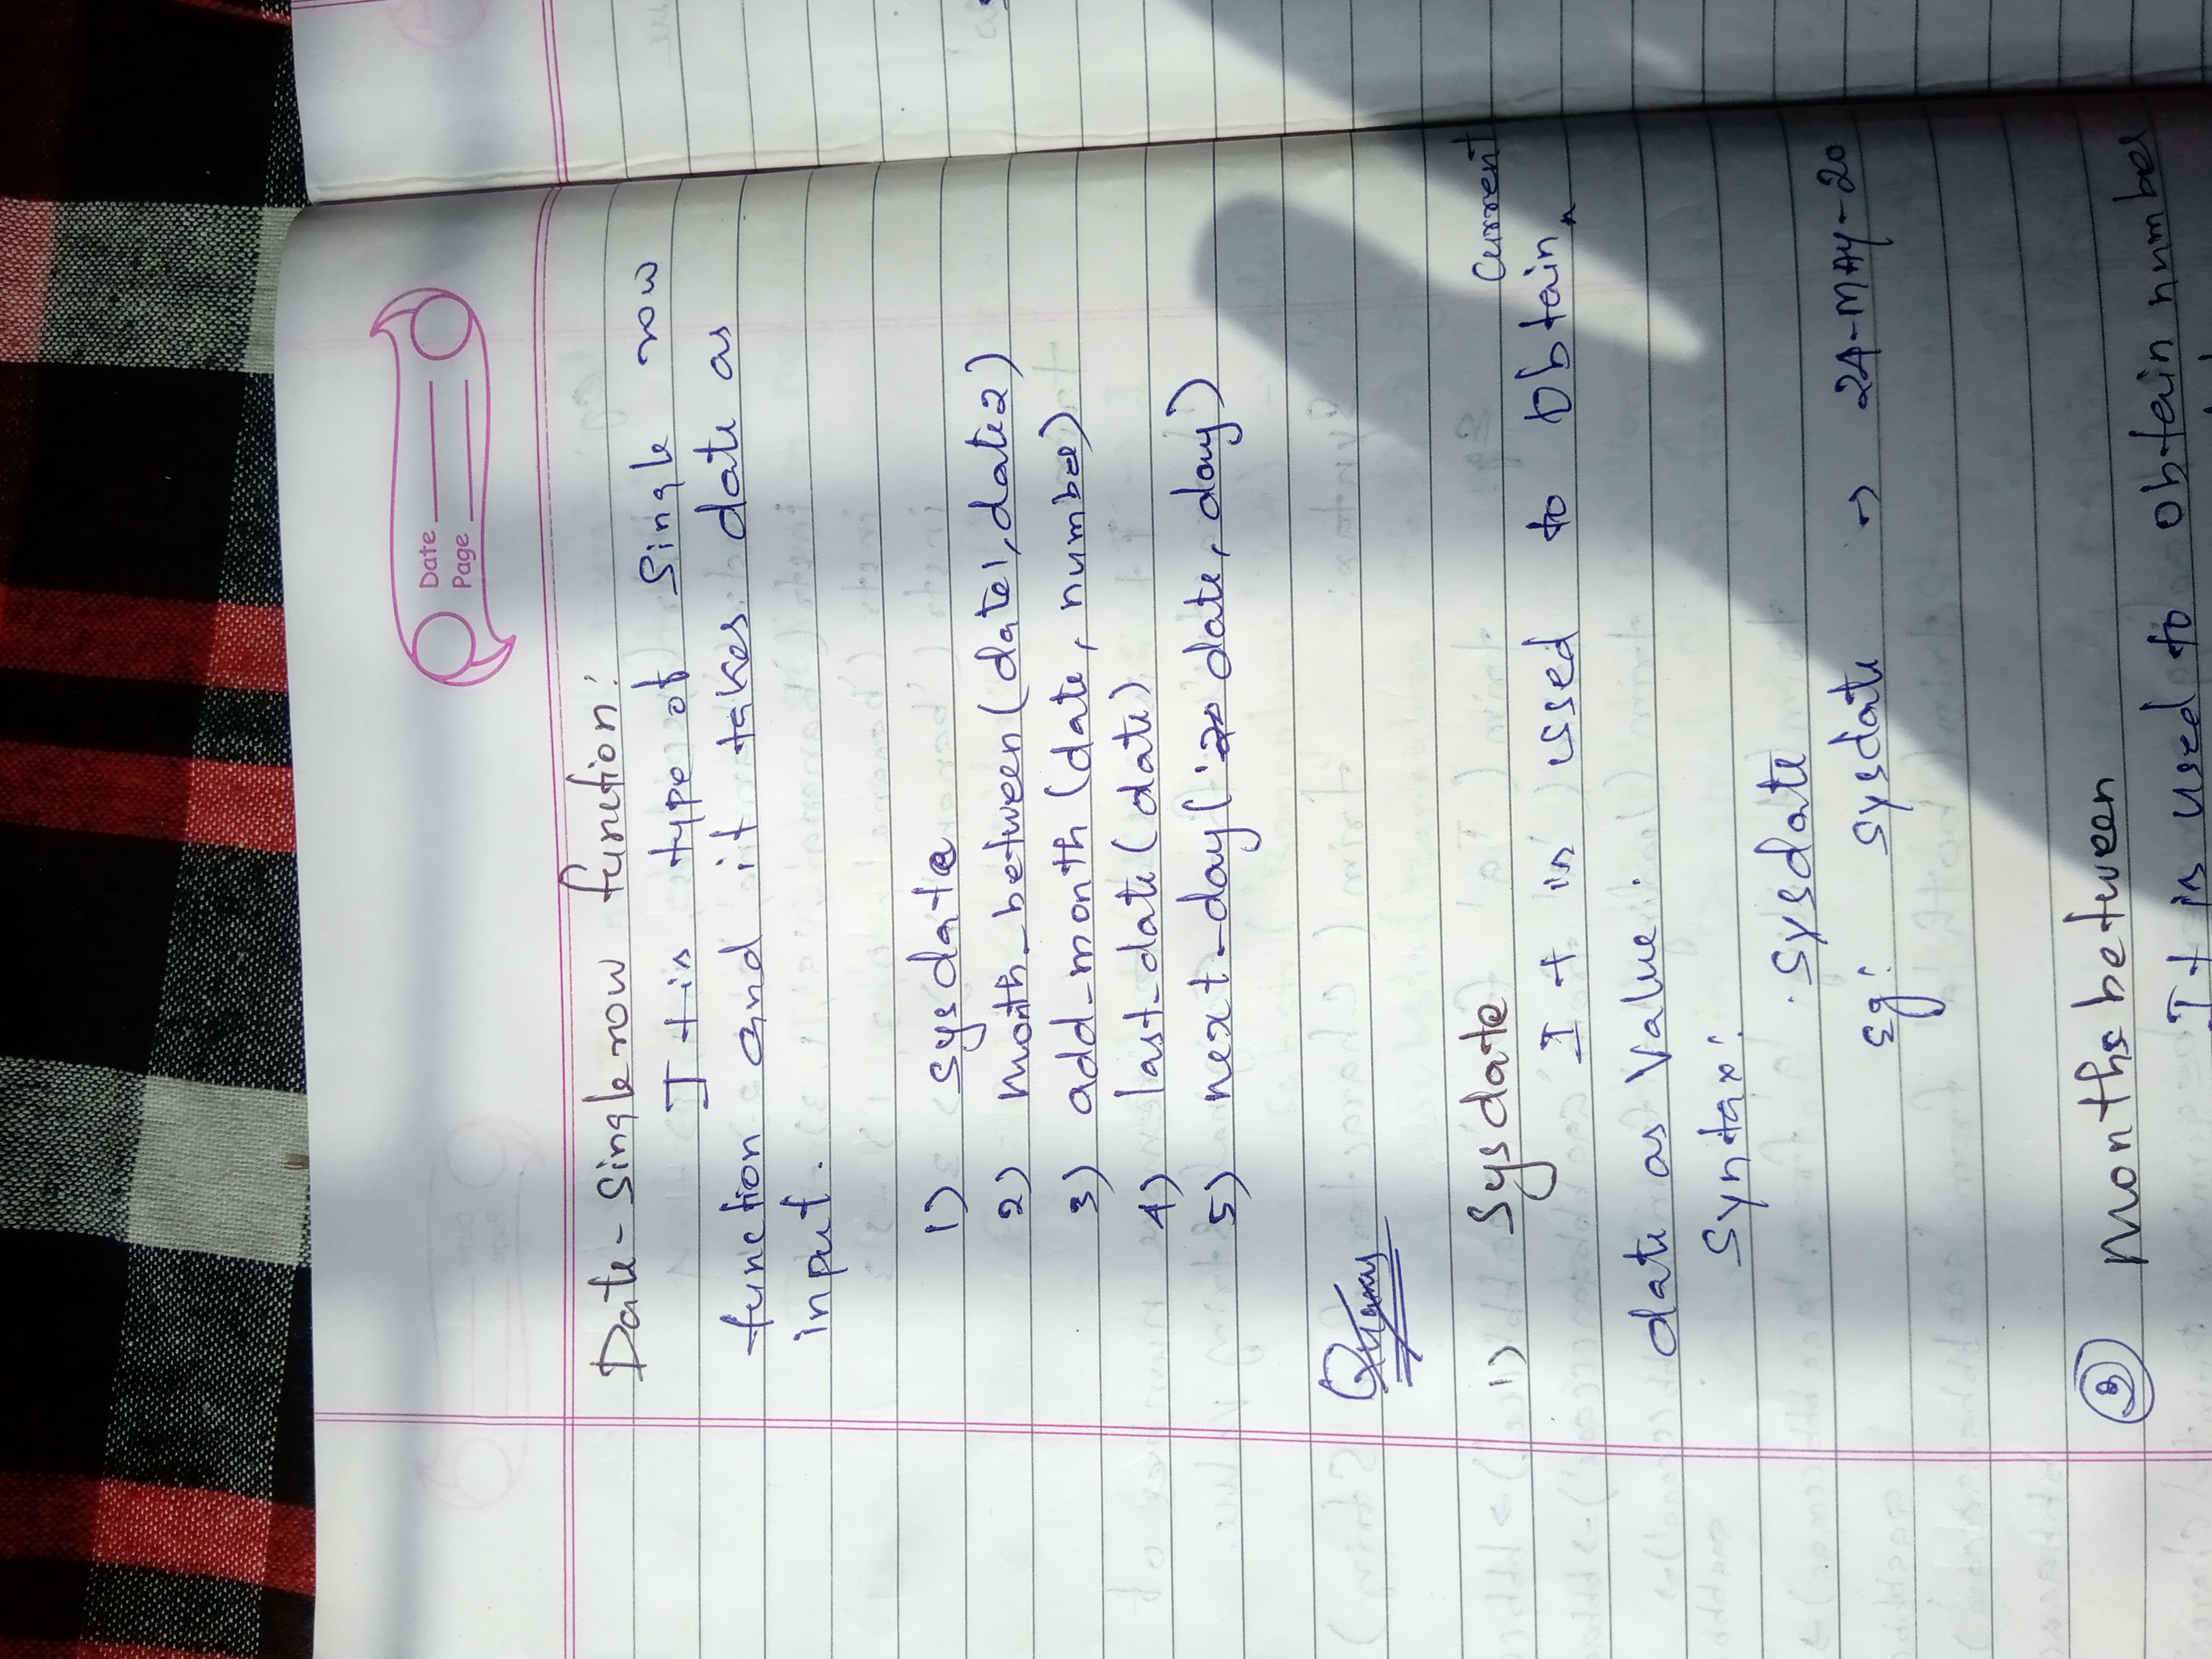 Date
Page
Date-Single row function:
It is type of Single row
function and it takes date as
input.
1) sysdate
2) month_between(date1, date2)
3) add_month (date, number)
4) last_date(date)
5) next_day( date, day)
1) Sysdate
Current
It is used to Obtain ^
date as Value
Syntax:
Sysdate
Eg: Sysdate → 24-MAY-20
② Months between
It is used to obtain number